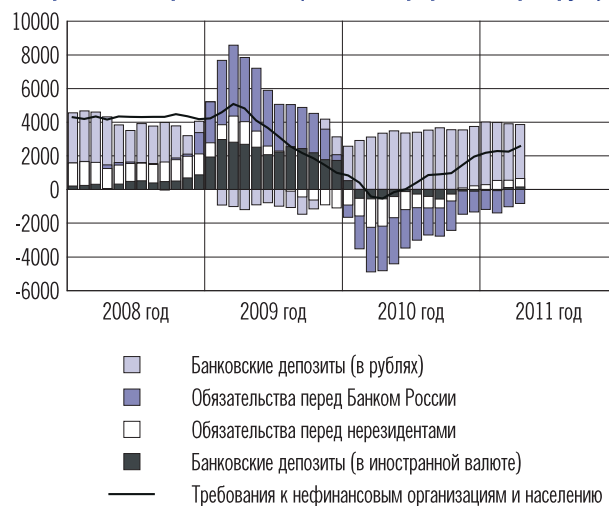 10000
8000
6000
4000
2000
0
-2000
-4000
-6000
2008 год
2009 год
2010 год
2011 год
Банковские депозиты (в рублях)
Обязательства перед Банком России
Обязательства перед нерезидентами
Банковские депозиты (в иностранной валюте)
Требования к нефинансовым организациям и населению